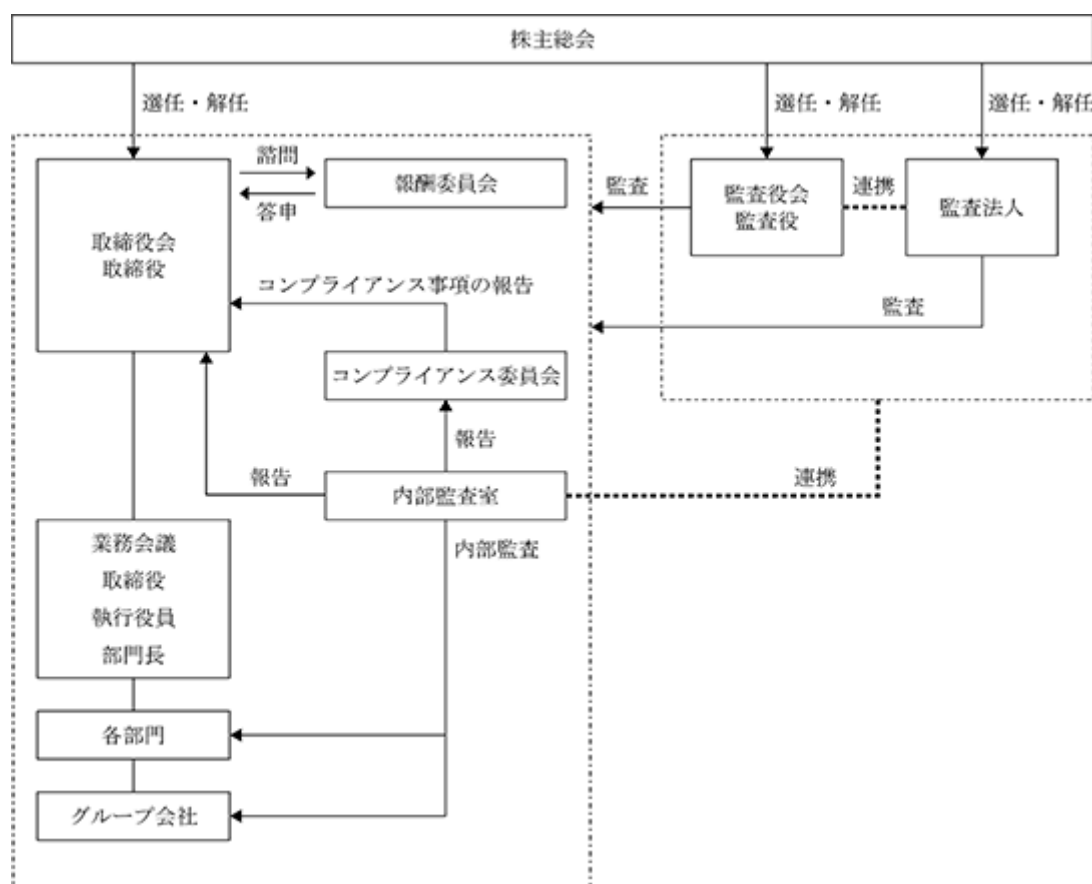 株主総会
選任・解任
選任・解任
選任・解任
諮問
答申
報酬委員会
取締役会
取締役
監査
監査役会
監査役
連携
監査法人
コンプライアンス事項の報告
監査
コンプライアンス委員会
報告
報告
内部監査室
連携
内部監査
業務会議
取締役
執行役員
部門長
各部門
グループ会社